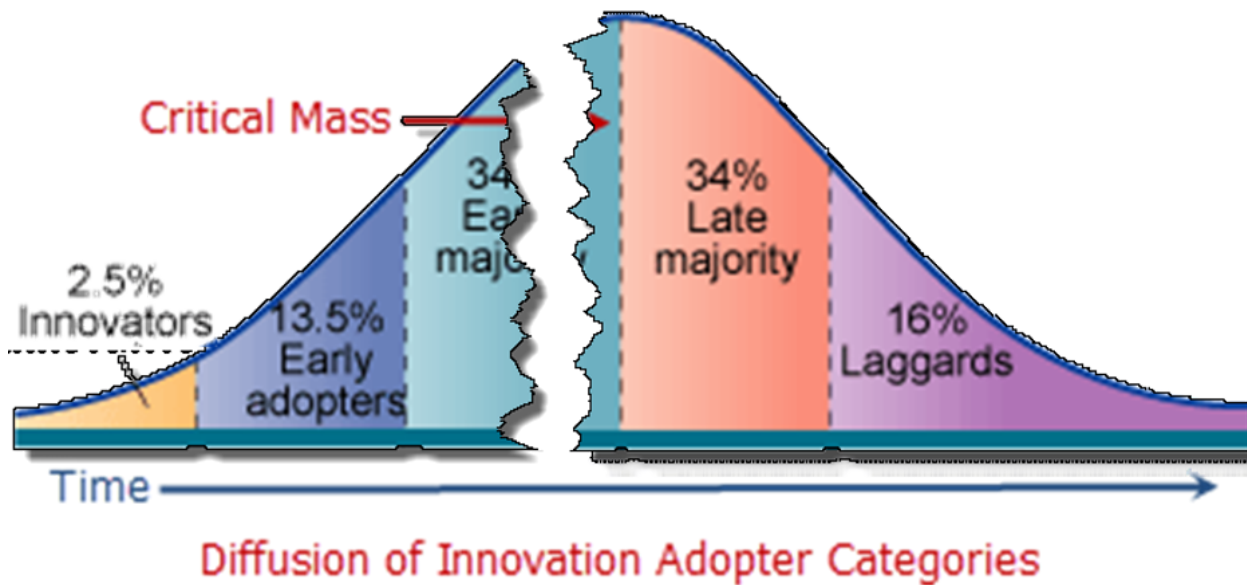 Critical Mass
34%
Late
majority
2.5%
Innovators
13.5%
Early
adopters
16%
Laggards
Time
Diffusion of Innovation Adopter Categories